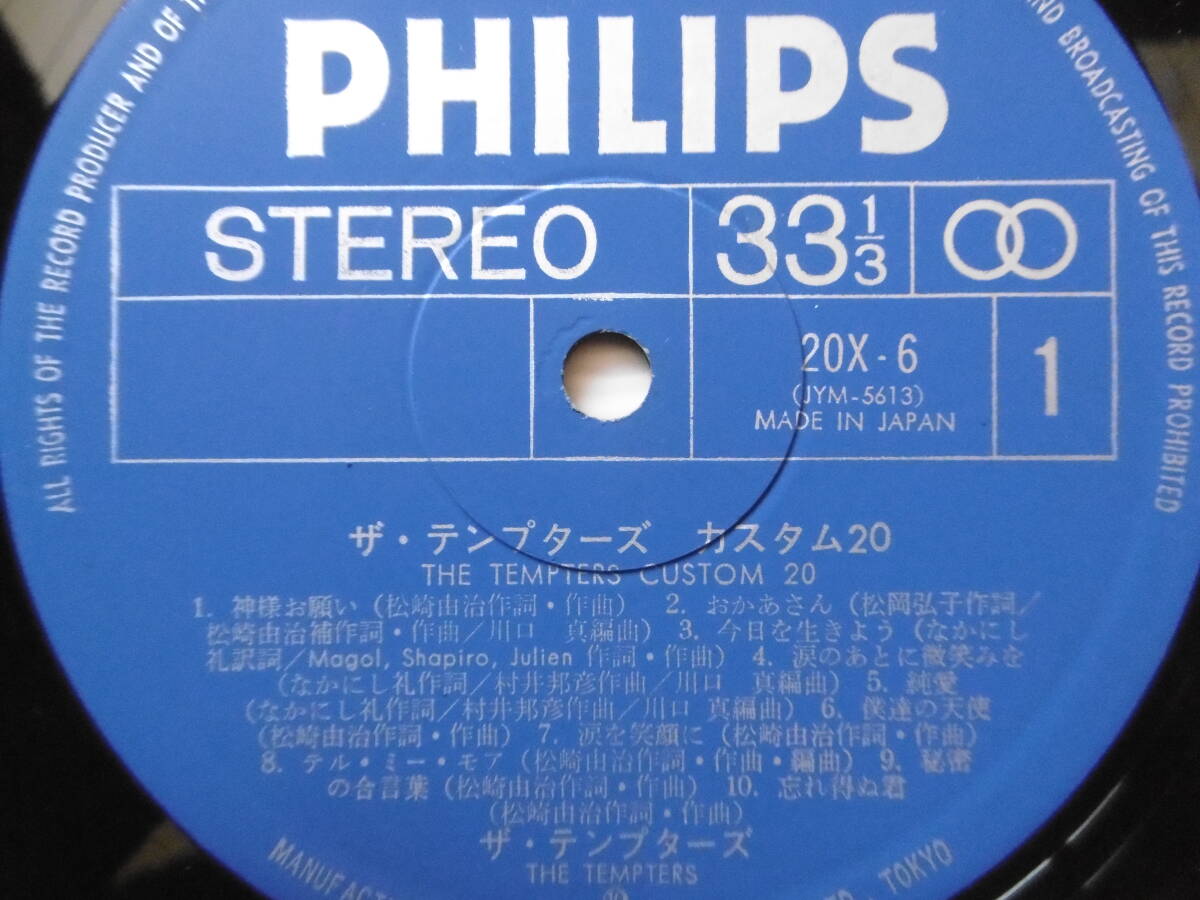 ALL RIGHTS OF THE RECORD PRODUCER AND OF THE
AND BROADCASTING OF THIS RECORD PROHIBITED
PHILIPS
STEREO
33 1/3
20X-6
(JYM-5613)
MADE IN JAPAN
1
ザ・テンプターズ カスタム20
THE TEMPTERS CUSTOM 20
1. 神様お願い (松崎由治作詞・作曲) 2. おかあさん (松岡弘子作詞/
松崎由治補作詞・作曲/川口 真編曲) 3. 今日を生きよう (なかにし
礼訳詞/Magol, Shapiro, Julien 作詞・作曲) 4. 涙のあとに微笑みを
(なかにし礼作詞/村井邦彦作曲/川口 真編曲) 5. 純愛
(なかにし礼作詞/村井邦彦作曲/川口 真編曲) 6. 僕達の天使
(松崎由治作詞・作曲) 7. 涙を笑顔に (松崎由治作詞・作曲)
8. テル・ミー・モア (松崎由治作詞・作曲・編曲) 9. 秘密
の合言葉 (松崎由治作詞・作曲) 10. 忘れ得ぬ君
(松崎由治作詞・作曲)
ザ・テンプターズ
THE TEMPTERS
TOKYO